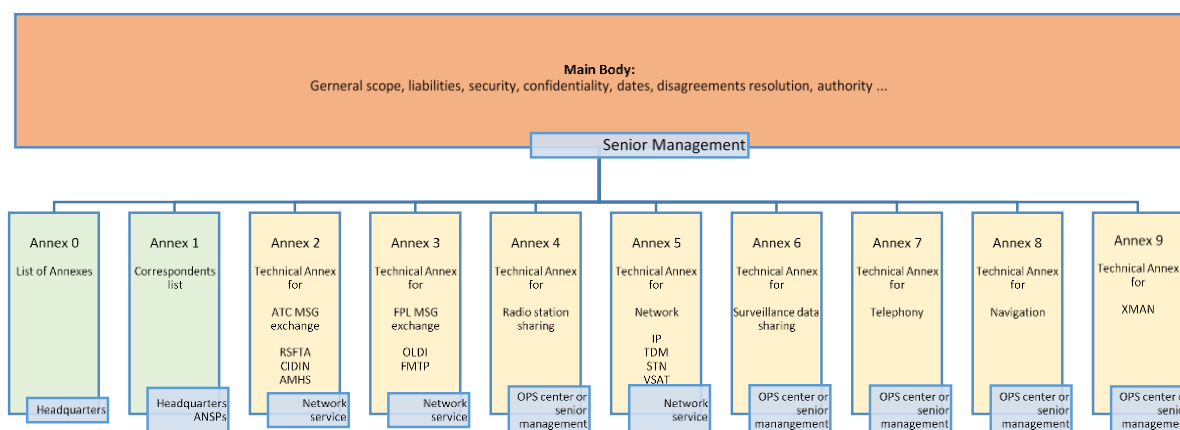 Main Body:
Gerneral scope, liabilities, security, confidentiality, dates, disagreements resolution, authority ...
Senior Management
Annex 0
List of Annexes
Headquarters
Annex 1
Correspondents
list
Headquarters
ANSPs
Annex 2
Technical Annex
for
ATC MSG
exchange
RSFTA
CIDIN
AMHS
Network
service
Annex 3
Technical Annex
for
FPL MSG
exchange
OLDI
FMTP
Network
service
Annex 4
Technical Annex
for
Radio station
sharing
OPS center or
senior
management
Annex 5
Technical Annex
for
Network
IP
TDM
STN
VSAT
Network
service
Annex 6
Technical Annex
for
Surveillance data
sharing
OPS center or
senior
manangement
Annex 7
Technical Annex
for
Telephony
OPS center or
senior
management
Annex 8
Technical Annex
for
Navigation
OPS center or
senior
management
Annex 9
Technical Annex
for
XMAN
OPS center or
senior
management